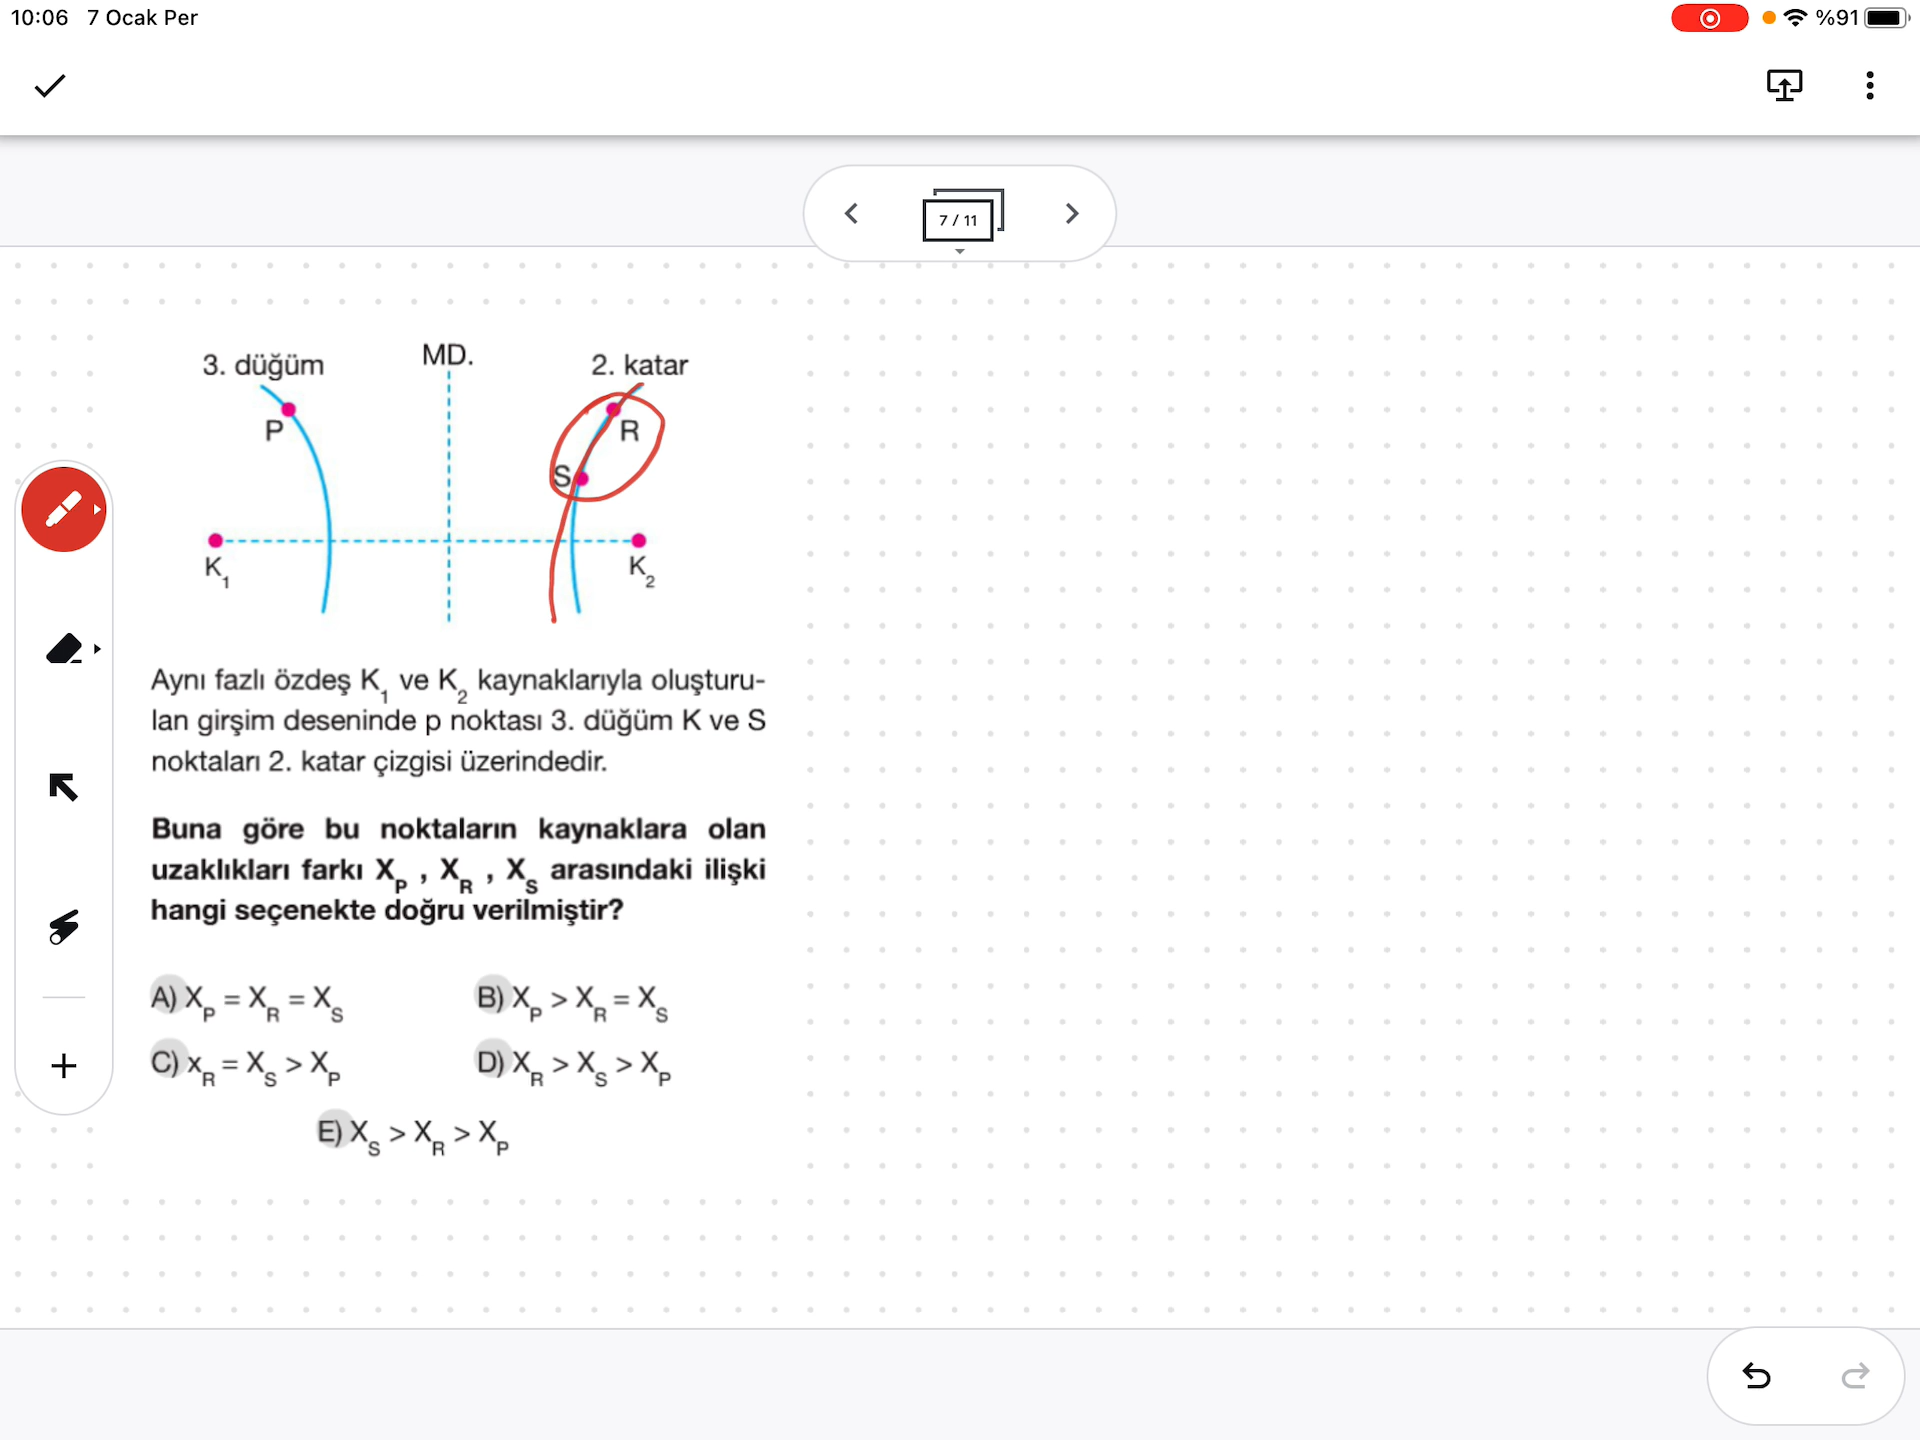 10:06 7 Ocak Per
%91
7 / 11
3. düğüm
MD.
2. katar
P
R
S
K1
K2
Aynı fazlı özdeş K1 ve K2 kaynaklarıyla oluşturu-
lan girşim deseninde p noktası 3. düğüm K ve S
noktaları 2. katar çizgisi üzerindedir.
Buna göre bu noktaların kaynaklara olan
uzaklıkları farkı XP , XR , XS arasındaki ilişki
hangi seçenekte doğru verilmiştir?
A) XP = XR = XS
B) XP > XR = XS
C) xR = XS > XP
D) XR > XS > XP
E) XS > XR > XP